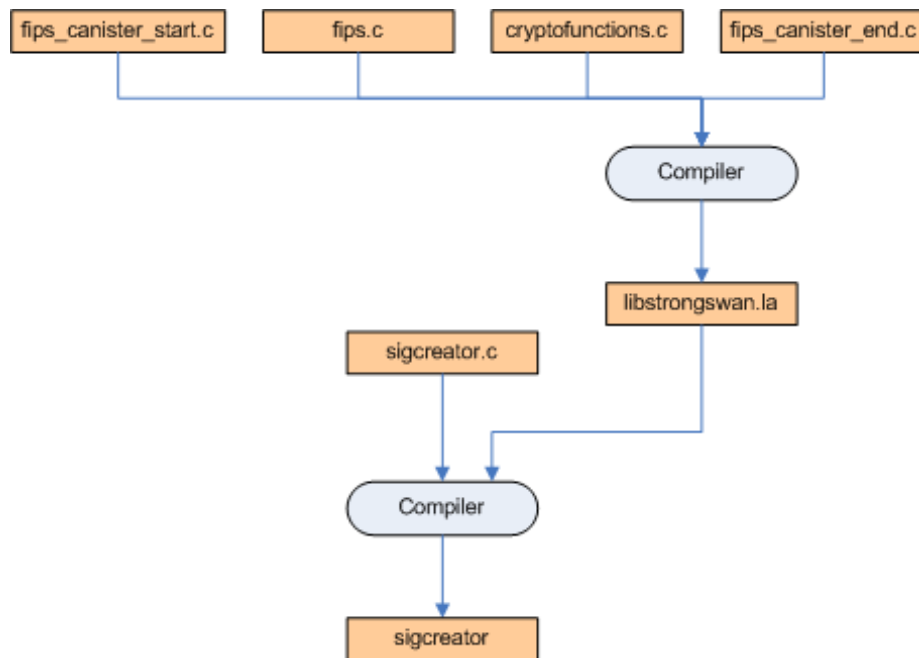 fips_canister_start.c
fips.c
cryptofunctions.c
fips_canister_end.c
Compiler
libstrongswan.la
sigcreator.c
Compiler
sigcreator